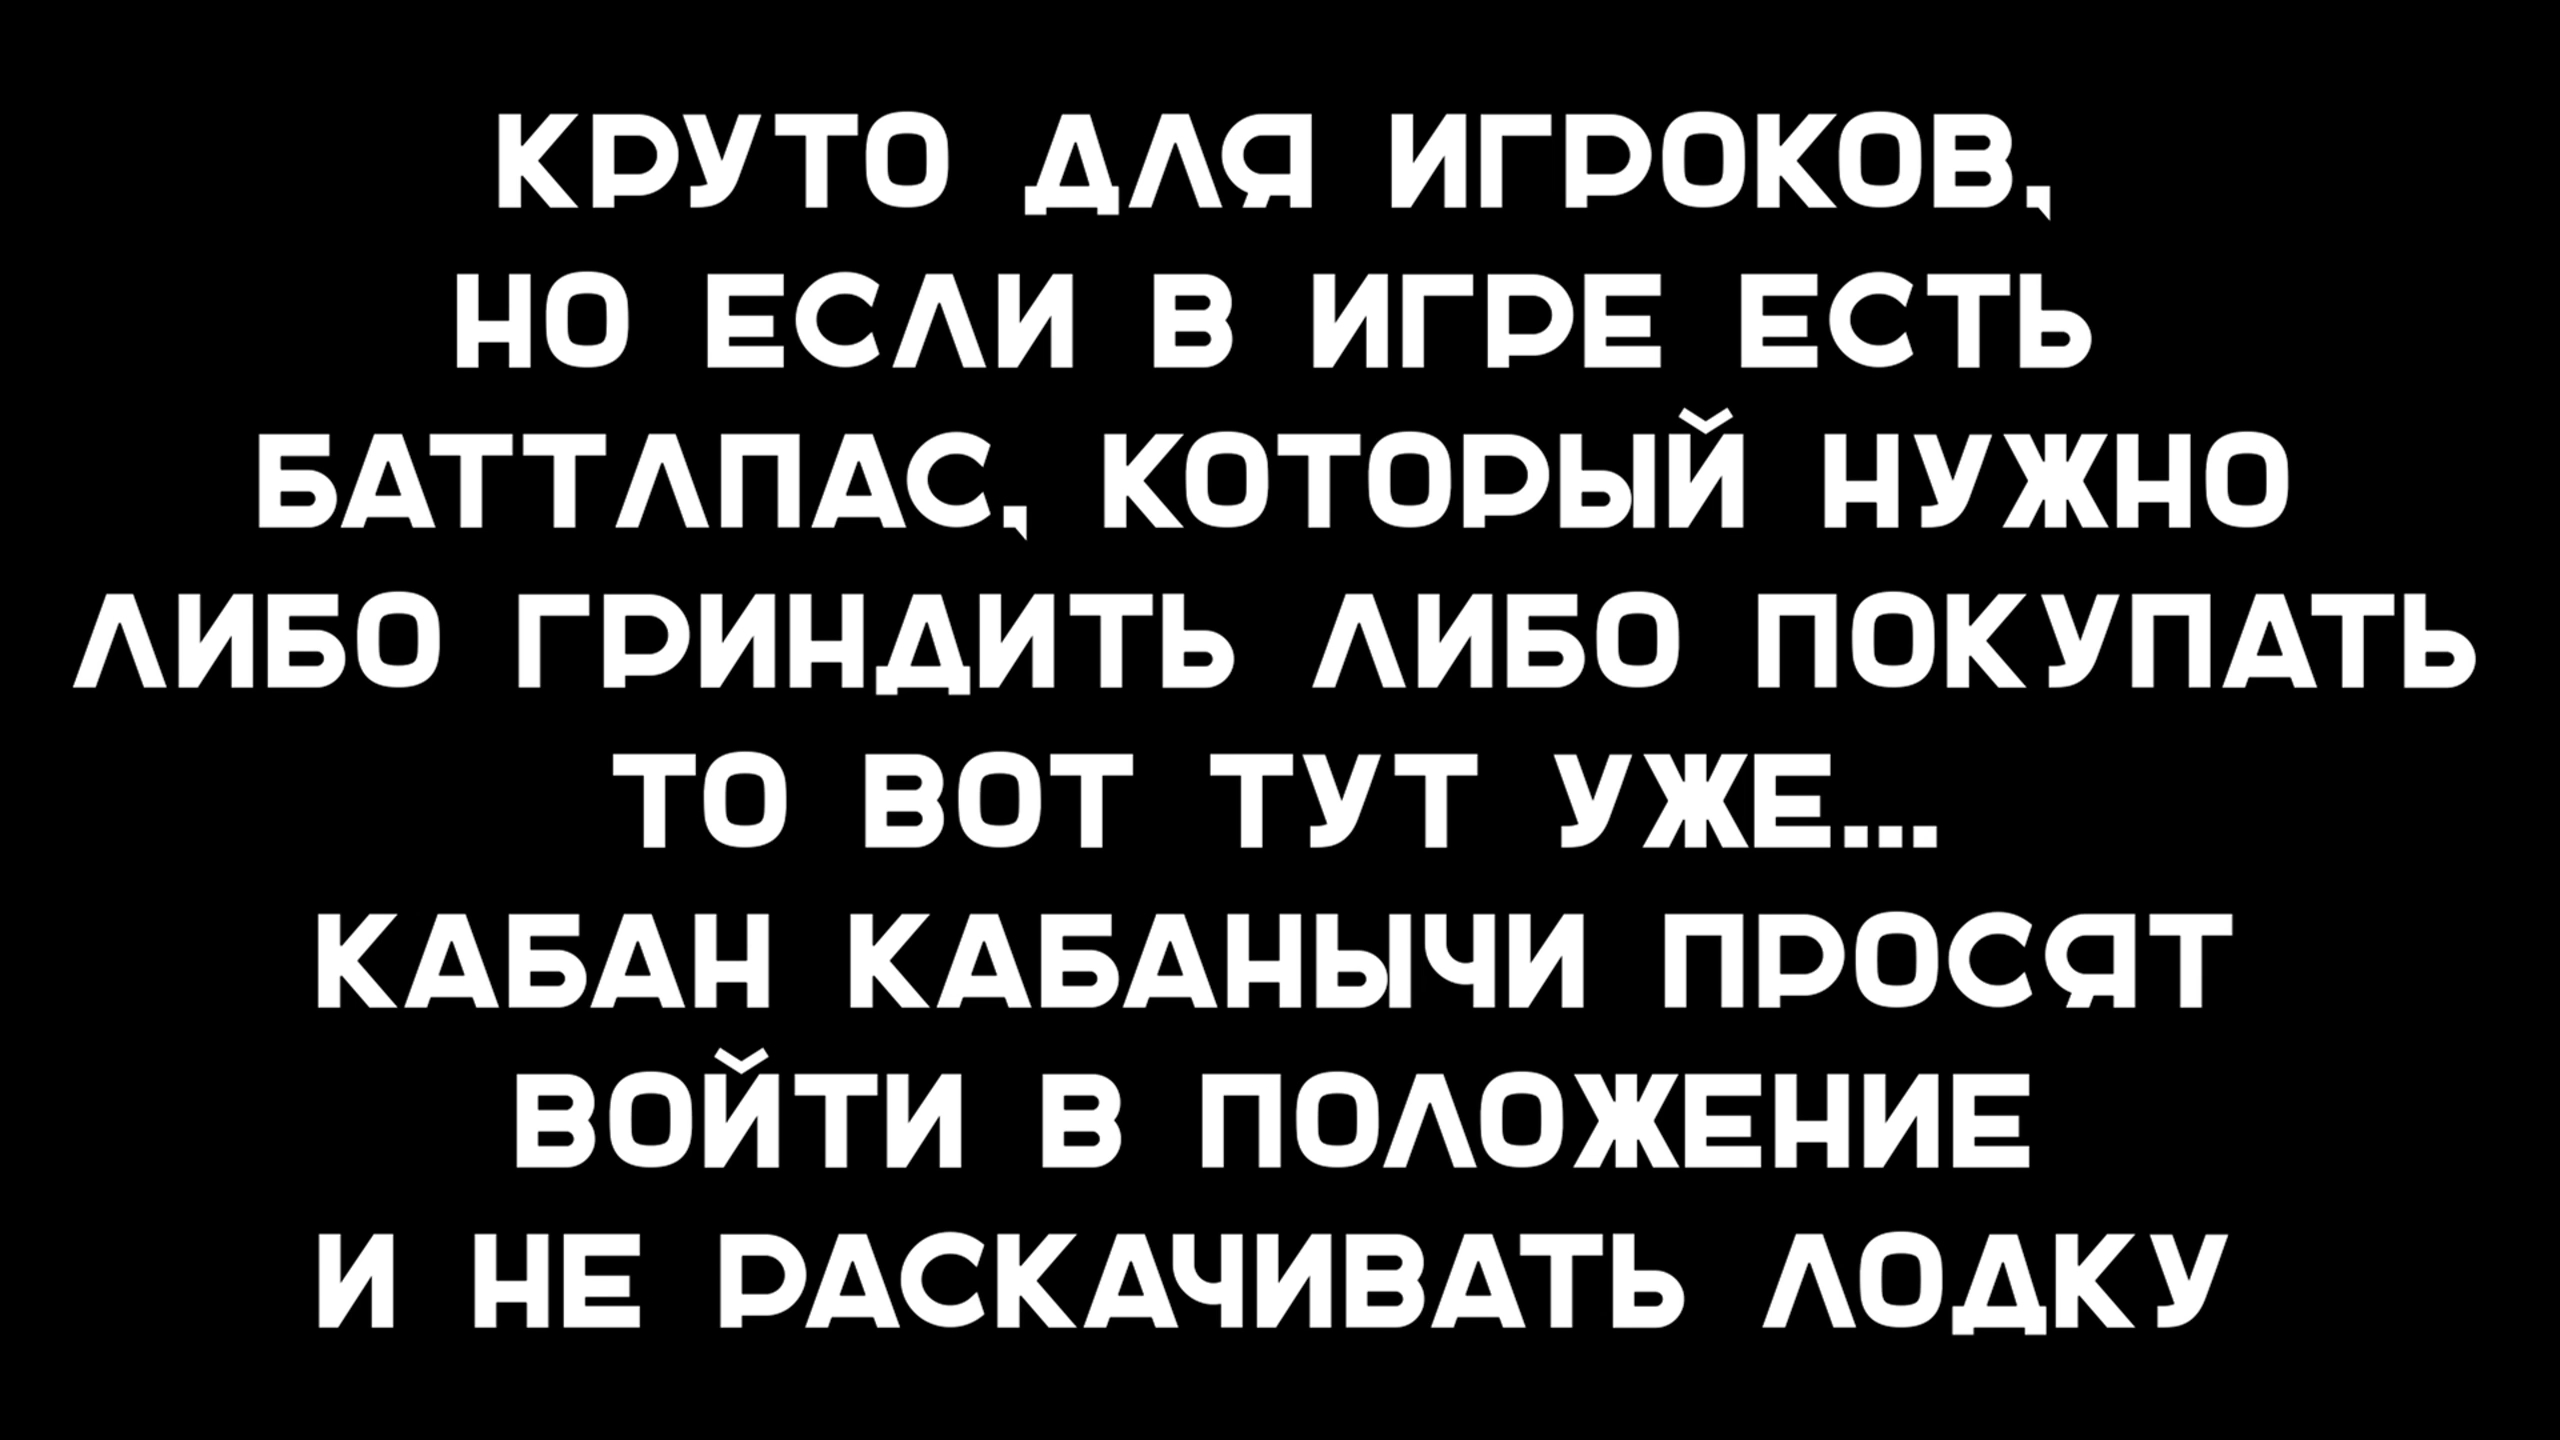 КРУТО ДЛЯ ИГРОКОВ,
НО ЕСЛИ В ИГРЕ ЕСТЬ
БАТТЛПАС, КОТОРЫЙ НУЖНО
ЛИБО ГРИНДИТЬ ЛИБО ПОКУПАТЬ
ТО ВОТ ТУТ УЖЕ...
КАБАН КАБАНЫЧИ ПРОСЯТ
ВОЙТИ В ПОЛОЖЕНИЕ
И НЕ РАСКАЧИВАТЬ ЛОДКУ